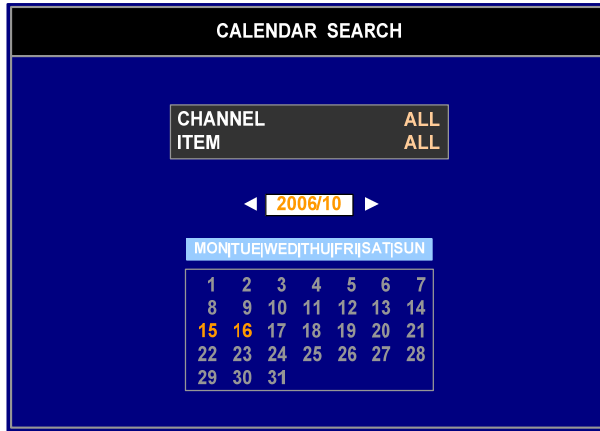 CALENDAR SEARCH
CHANNEL ALL
ITEM ALL
2006/10
MON|TUE|WED|THU|FRI|SAT|SUN
1 2 3 4 5 6 7
8 9 10 11 12 13 14
15 16 17 18 19 20 21
22 23 24 25 26 27 28
29 30 31